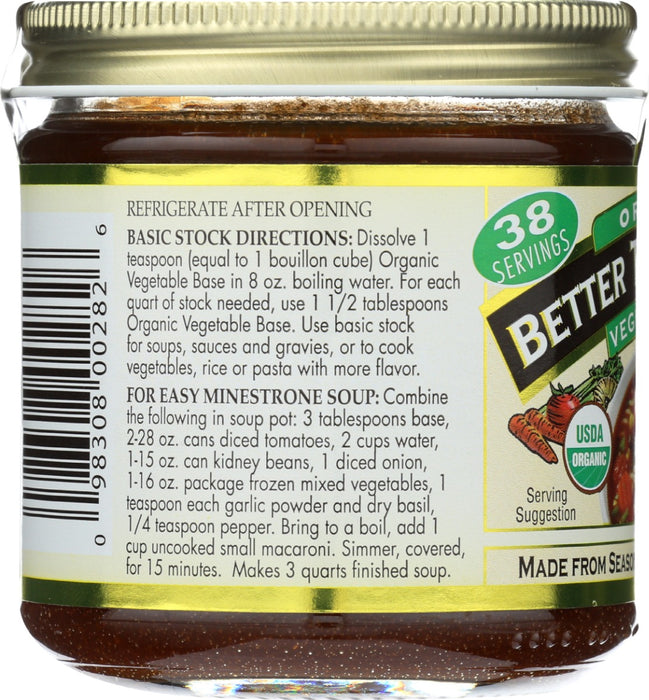 REFRIGERATE AFTER OPENING
BASIC STOCK DIRECTIONS: Dissolve 1
teaspoon (equal to 1 bouillon cube) Organic
Vegetable Base in 8 oz. boiling water. For each
quart of stock needed, use 1 1/2 tablespoons
Organic Vegetable Base. Use basic stock
for soups, sauces and gravies, or to cook
vegetables, rice or pasta with more flavor.
FOR EASY MINESTRONE SOUP: Combine
the following in soup pot: 3 tablespoons base,
2-28 oz. cans diced tomatoes, 2 cups water,
1-15 oz. can kidney beans, 1 diced onion,
1-16 oz. package frozen mixed vegetables, 1
teaspoon each garlic powder and dry basil,
1/4 teaspoon pepper. Bring to a boil, add 1
cup uncooked small macaroni. Simmer, covered,
for 15 minutes. Makes 3 quarts finished soup.
0 98308 00282 6
38
SERVINGS
BETTER
VEG
USDA
ORGANIC
Serving
Suggestion
MADE FROM SEASO